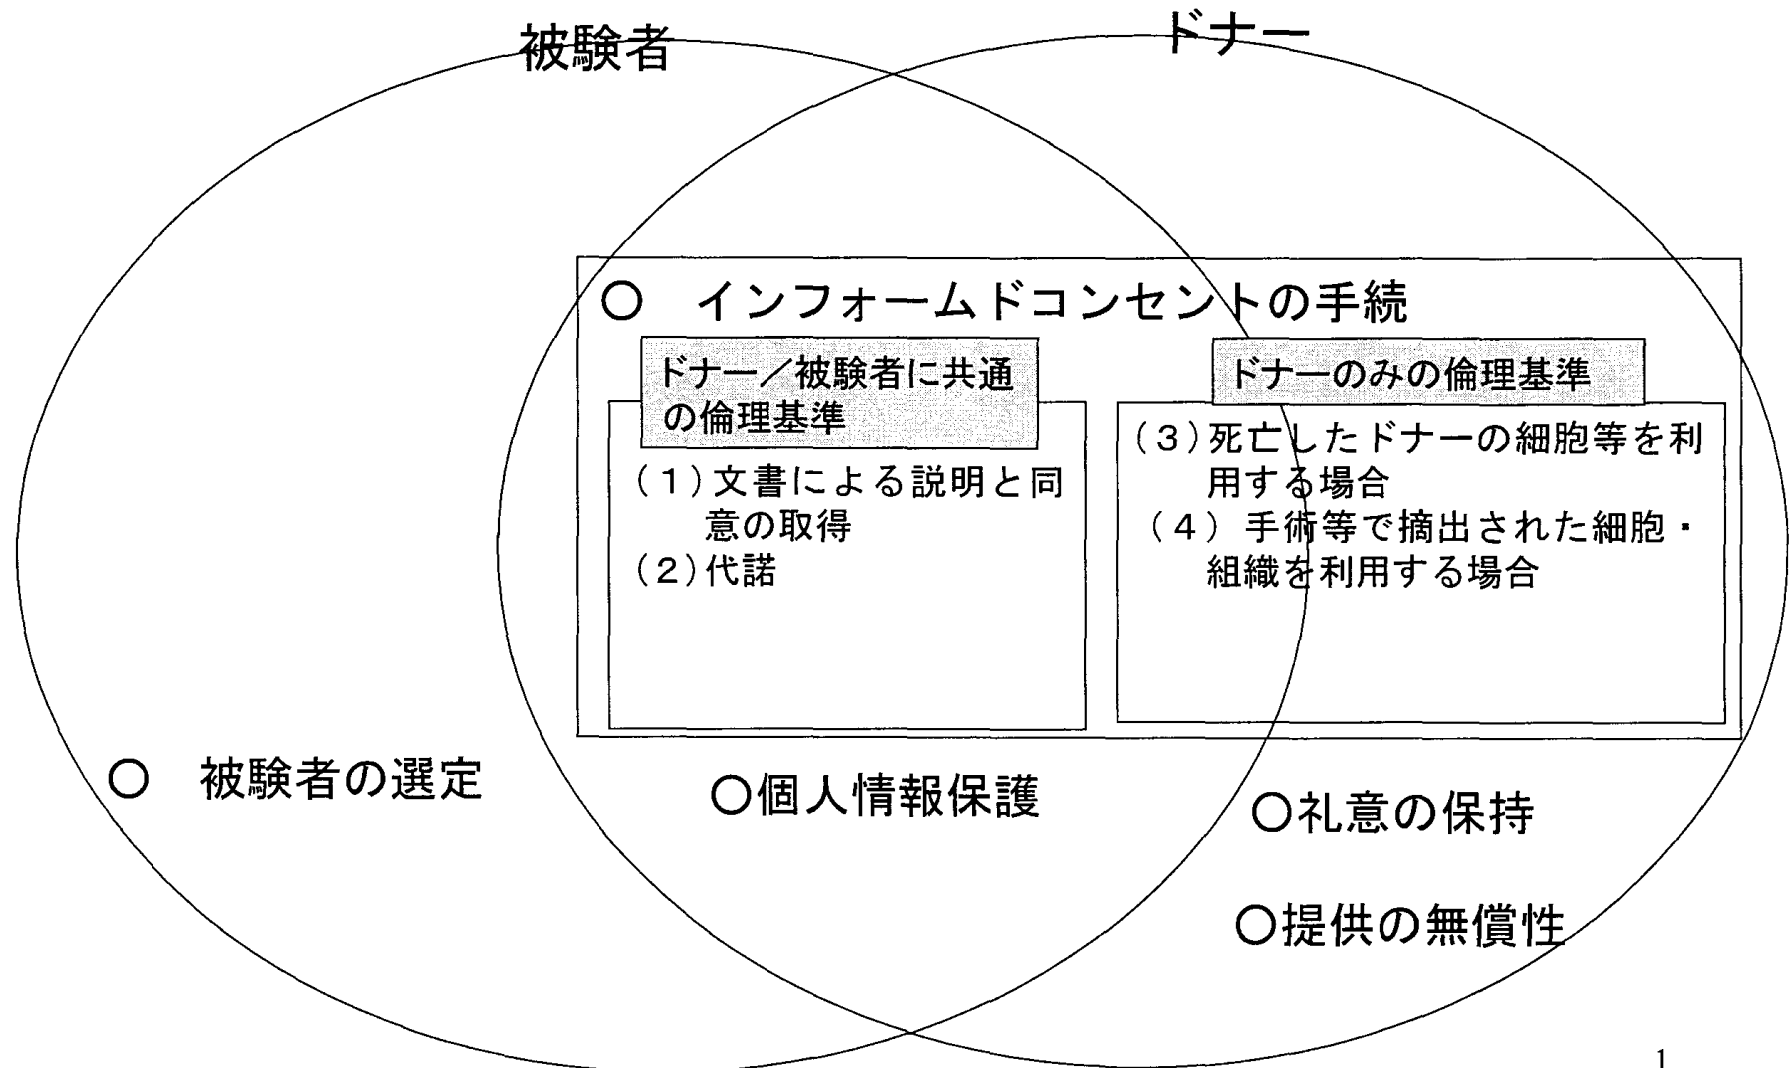 被験者
ドナー
○ インフォームドコンセントの手続
ドナー／被験者に共通
の倫理基準
（１）文書による説明と同
意の取得
（２）代諾
ドナーのみの倫理基準
（３）死亡したドナーの細胞等を利
用する場合
（４）手術等で摘出された細胞・
組織を利用する場合
○ 被験者の選定
○個人情報保護
○礼意の保持
○提供の無償性
1